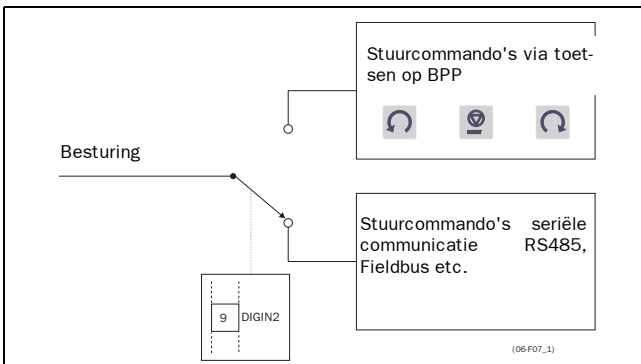 Stuurcommando's via toet-
sen op BPP
Besturing
Stuurcommando's seriële
communicatie RS485,
Fieldbus etc.
9 DIGIN2
(06-F07_1)